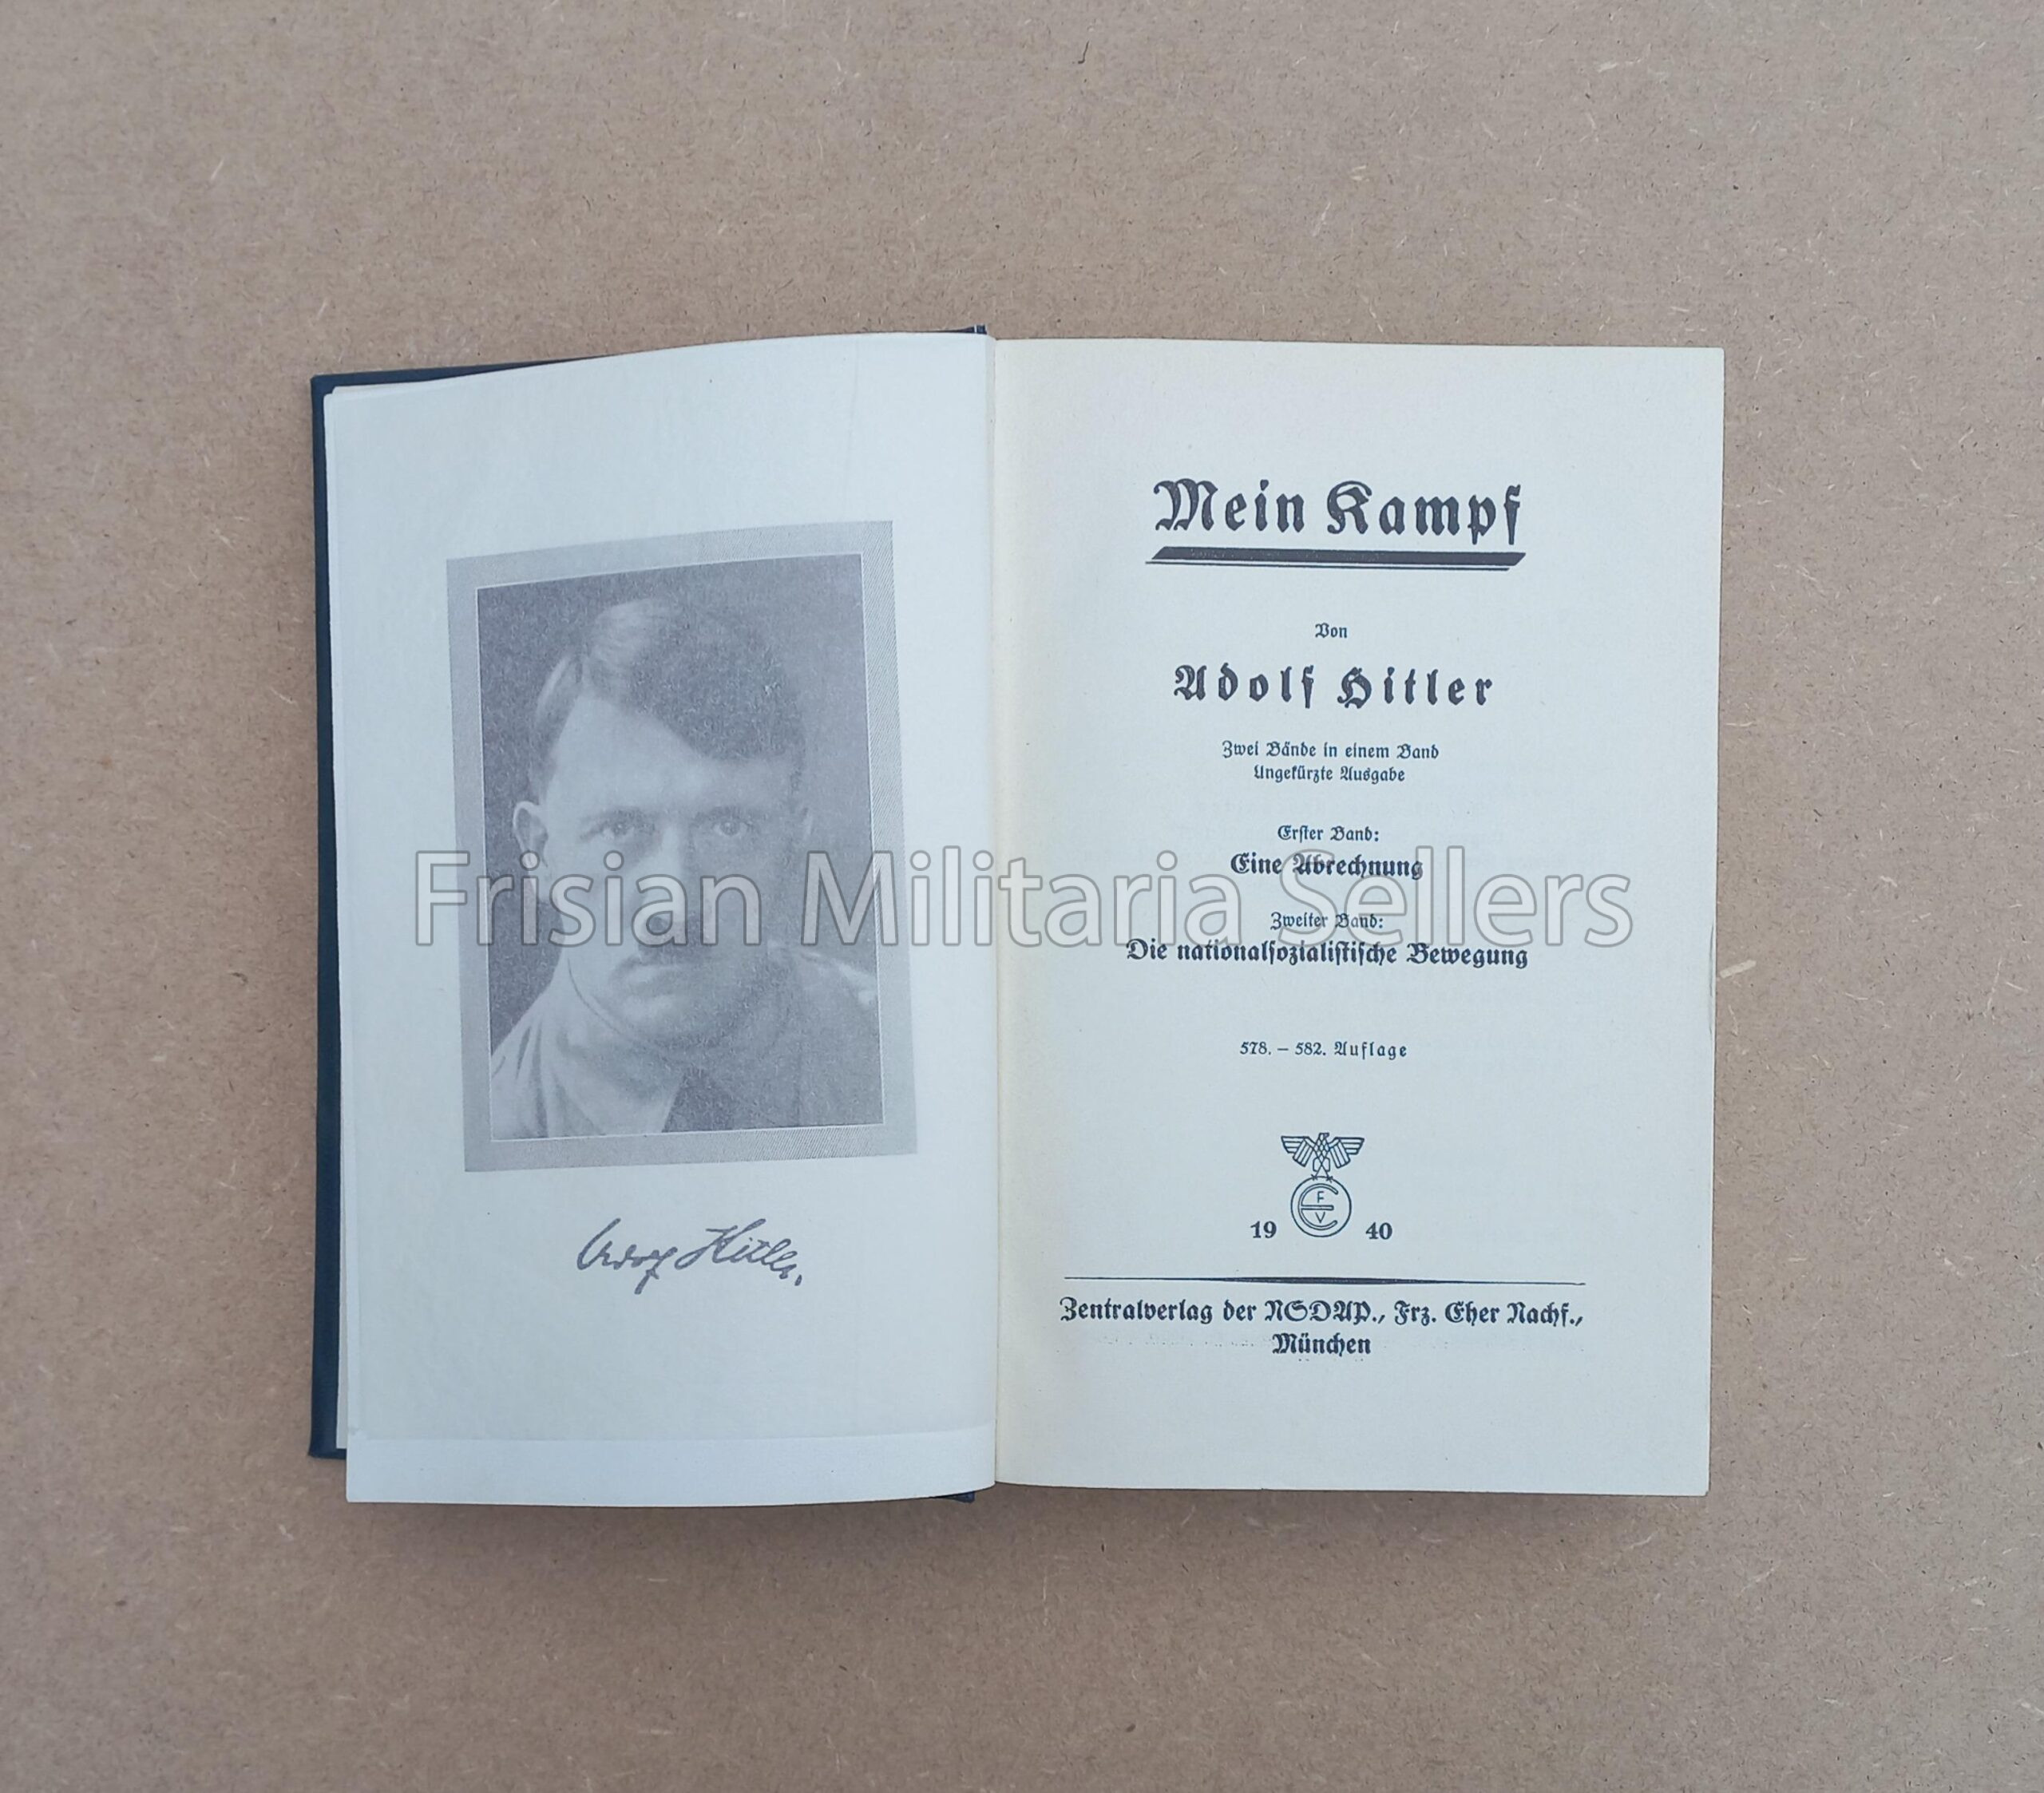 Mein Kampf
Von
Adolf Hitler
Zwei Bände in einem Band
Ungekürzte Ausgabe
Erster Band:
Eine Abrechnung
Frisian Militaria Sellers
Zweiter Band:
Die nationalsozialistische Bewegung
578. – 582. Auflage
F
E
V
19 40
Adolf Hitler.
Zentralverlag der NSDAP., Frz. Eher Nachf.,
München